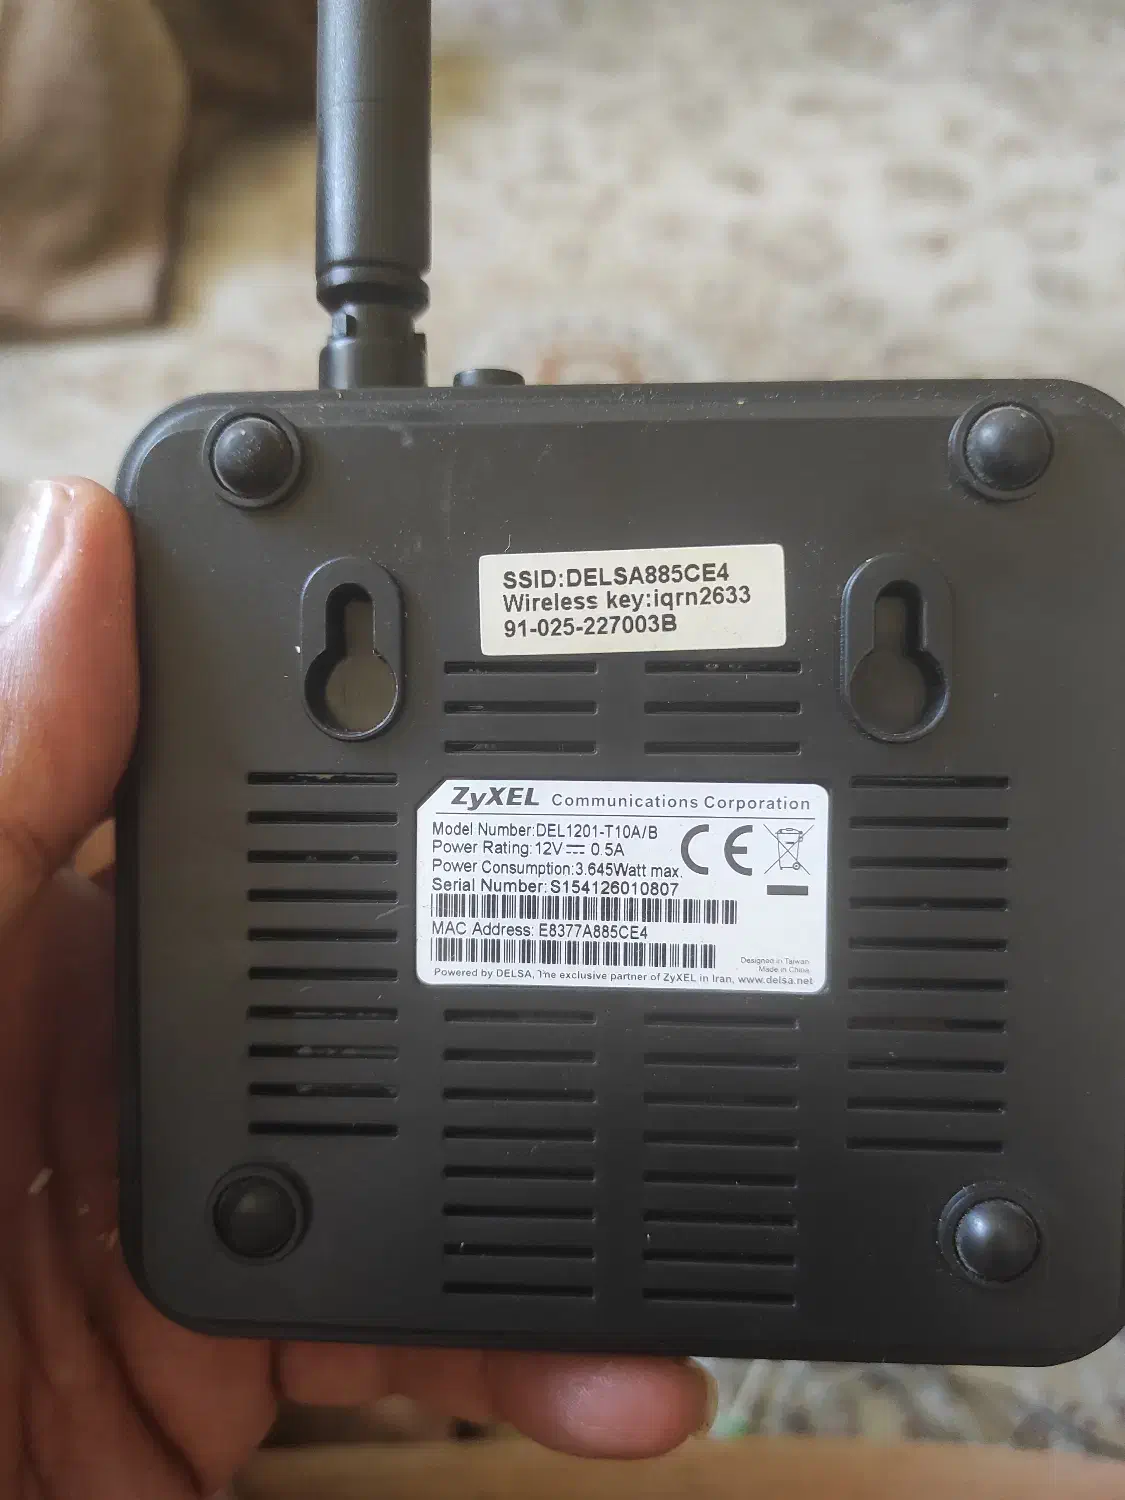 SSID:DELSA885CE4
Wireless key:iqrn2633
91-025-227003B
ZyXEL Communications Corporation
Model Number:DEL1201-T10A/B
Power Rating:12V 0.5A
Power Consumption:3.645Watt max.
Serial Number:S154126010807
MAC Address: E8377A885CE4
Designed in Taiwan
Made in China
Powered by DELSA, The exclusive partner of ZyXEL in Iran, www.delsa.net